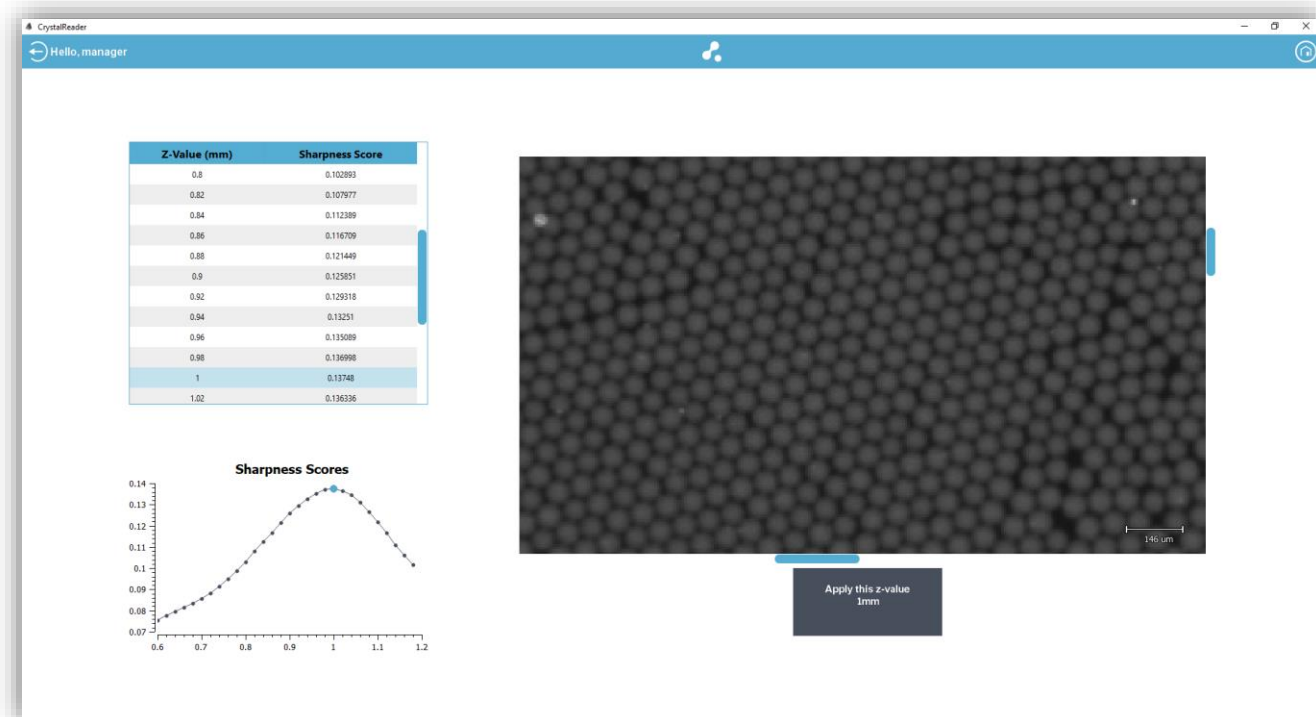 CrystalReader
Hello, manager
Z-Value (mm) Sharpness Score
0.8 0.102893
0.82 0.107977
0.84 0.112389
0.86 0.116709
0.88 0.121449
0.9 0.125851
0.92 0.129318
0.94 0.13251
0.96 0.135089
0.98 0.136998
1 0.13748
1.02 0.136336
146 um
Sharpness Scores
0.14
0.13
0.12
0.11
0.1
0.09
0.08
0.07
0.6 0.7 0.8 0.9 1 1.1 1.2
Apply this z-value
1mm